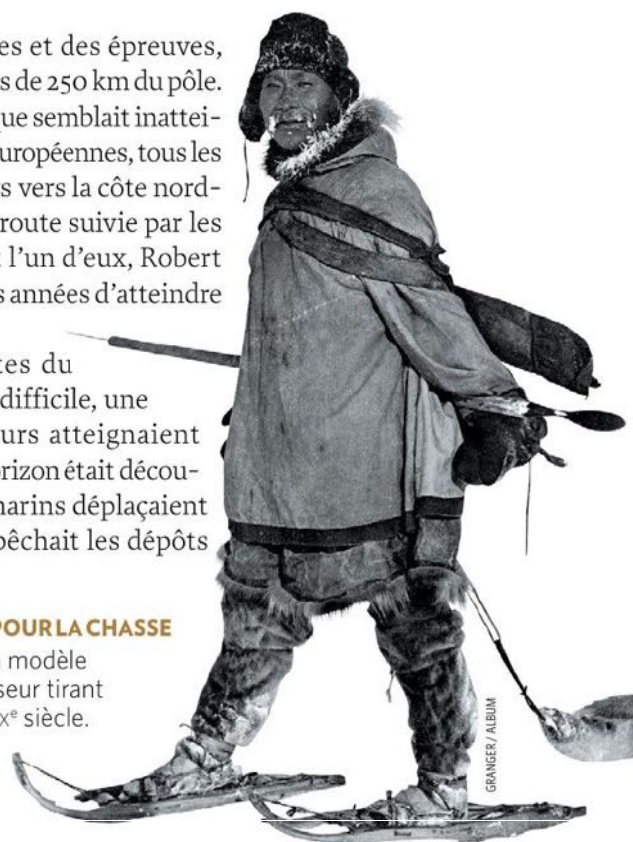 es et des épreuves,
s de 250 km du pôle.
ue semblait inattei-
uropéennes, tous les
s vers la côte nord-
route suivie par les
l'un d'eux, Robert
s années d'atteindre
tes du
difficile, une
urs atteignaient
orizon était décou-
marins déplaçaient
pêchait les dépôts
POUR LA CHASSE
modèle
seur tirant
xe siècle.
GRANGER / ALBUM